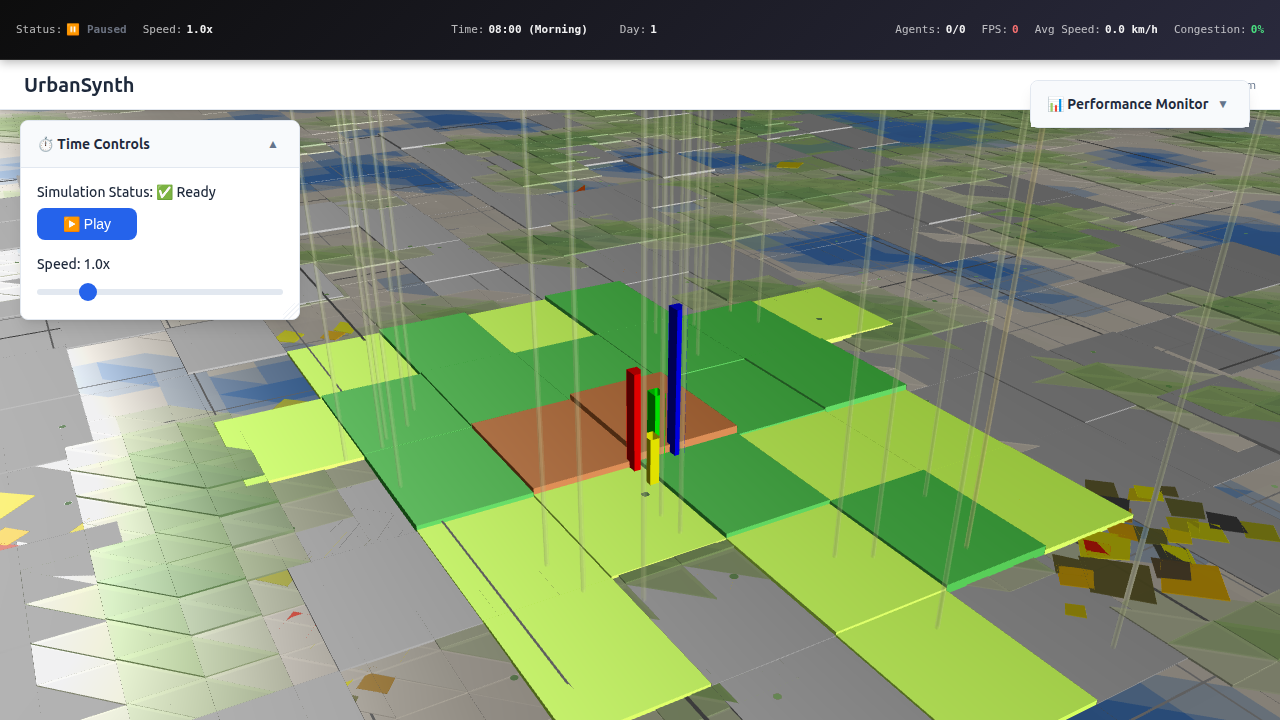 Status: ⏸️ Paused Speed: 1.0x Time: 08:00 (Morning) Day: 1 Agents: 0/0 FPS: 0 Avg Speed: 0.0 km/h Congestion: 0%
UrbanSynth
📊 Performance Monitor ▼
⏱️ Time Controls ▲
Simulation Status: ✅ Ready
▶️ Play
Speed: 1.0x